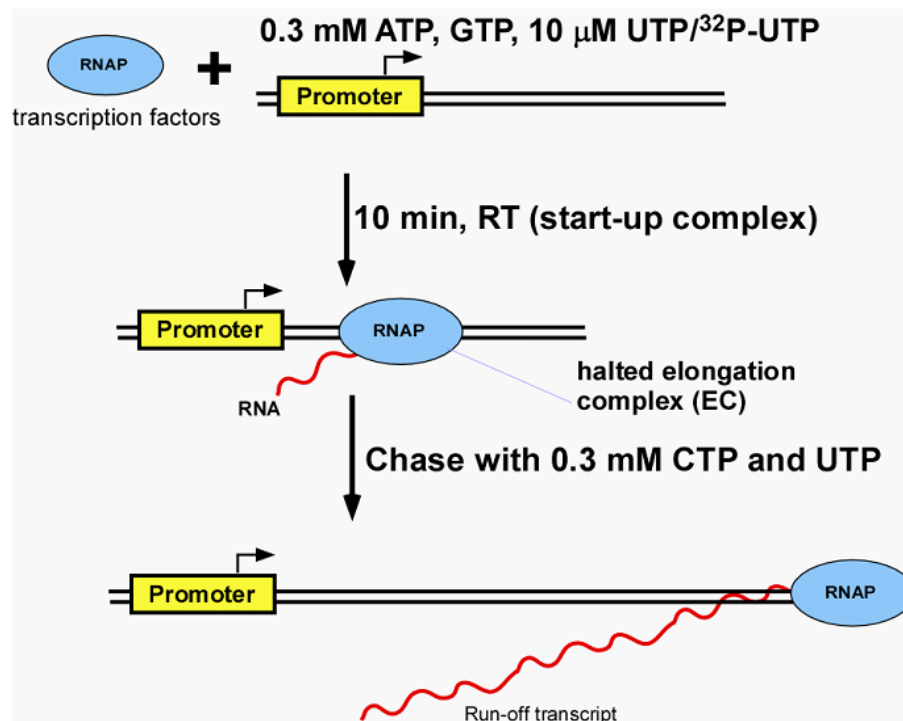 0.3 mM ATP, GTP, 10 μM UTP/³²P-UTP
RNAP
+
Promoter
transcription factors
10 min, RT (start-up complex)
Promoter
RNAP
halted elongation
complex (EC)
RNA
Chase with 0.3 mM CTP and UTP
Promoter
RNAP
Run-off transcript